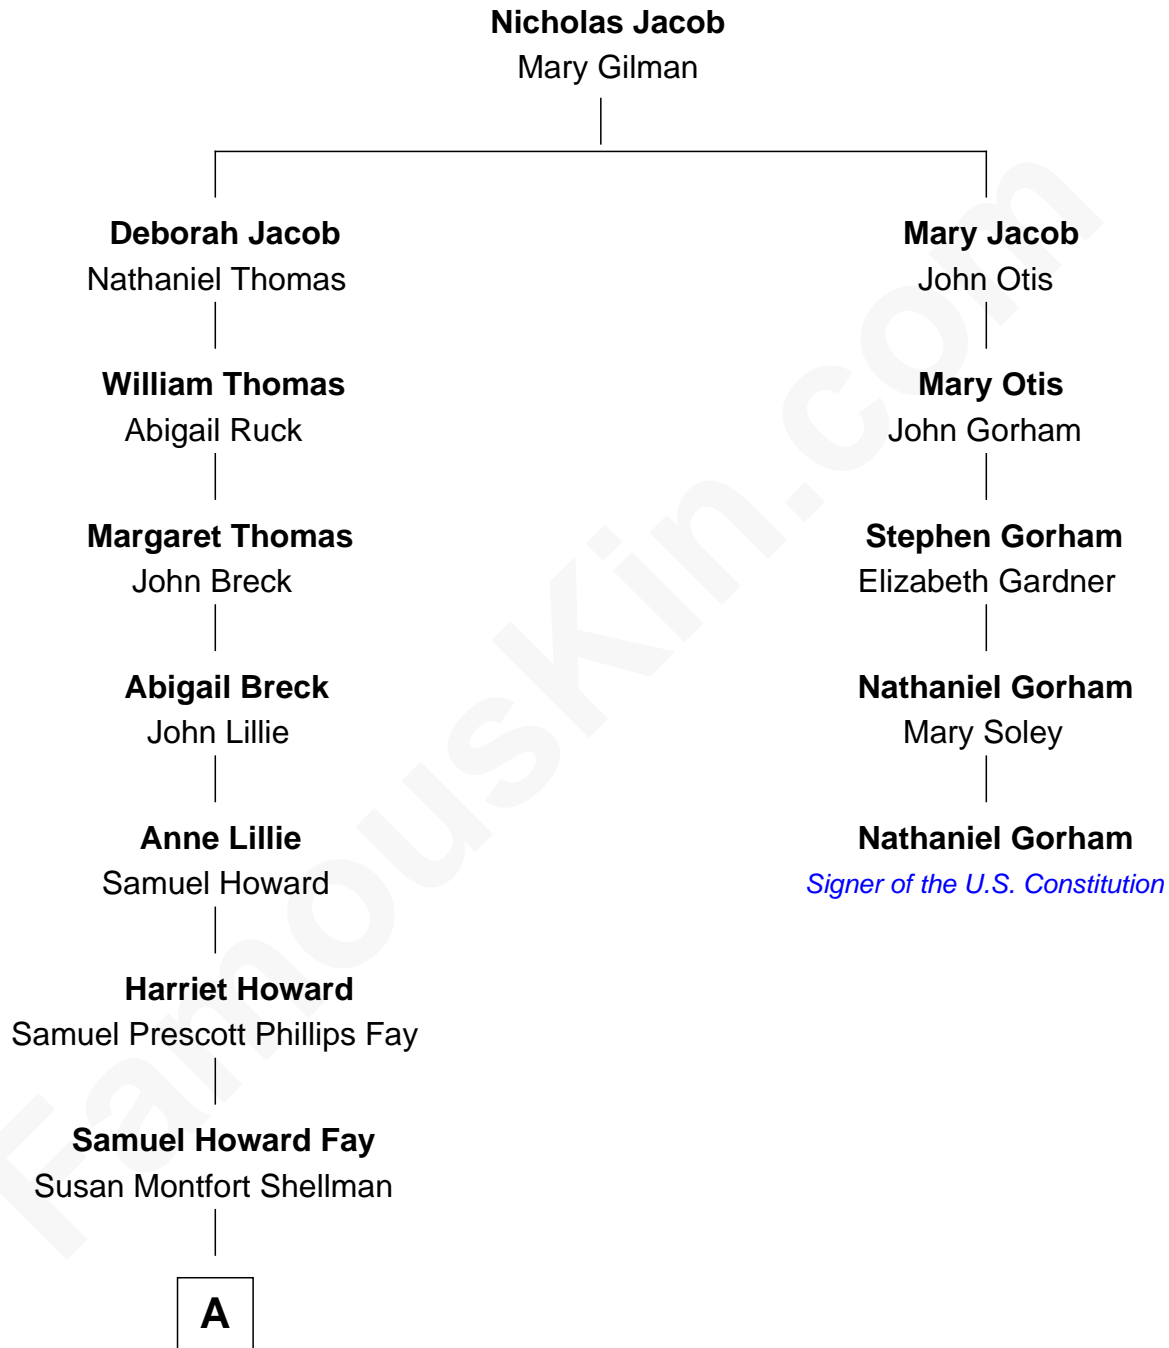 Nicholas Jacob
Mary Gilman
Deborah Jacob
Nathaniel Thomas
Mary Jacob
John Otis
William Thomas
Abigail Ruck
Mary Otis
John Gorham
Margaret Thomas
John Breck
Stephen Gorham
Elizabeth Gardner
Abigail Breck
John Lillie
Nathaniel Gorham
Mary Soley
Anne Lillie
Samuel Howard
Nathaniel Gorham
Signer of the U.S. Constitution
Harriet Howard
Samuel Prescott Phillips Fay
Samuel Howard Fay
Susan Montfort Shellman
A
FamousKin.com